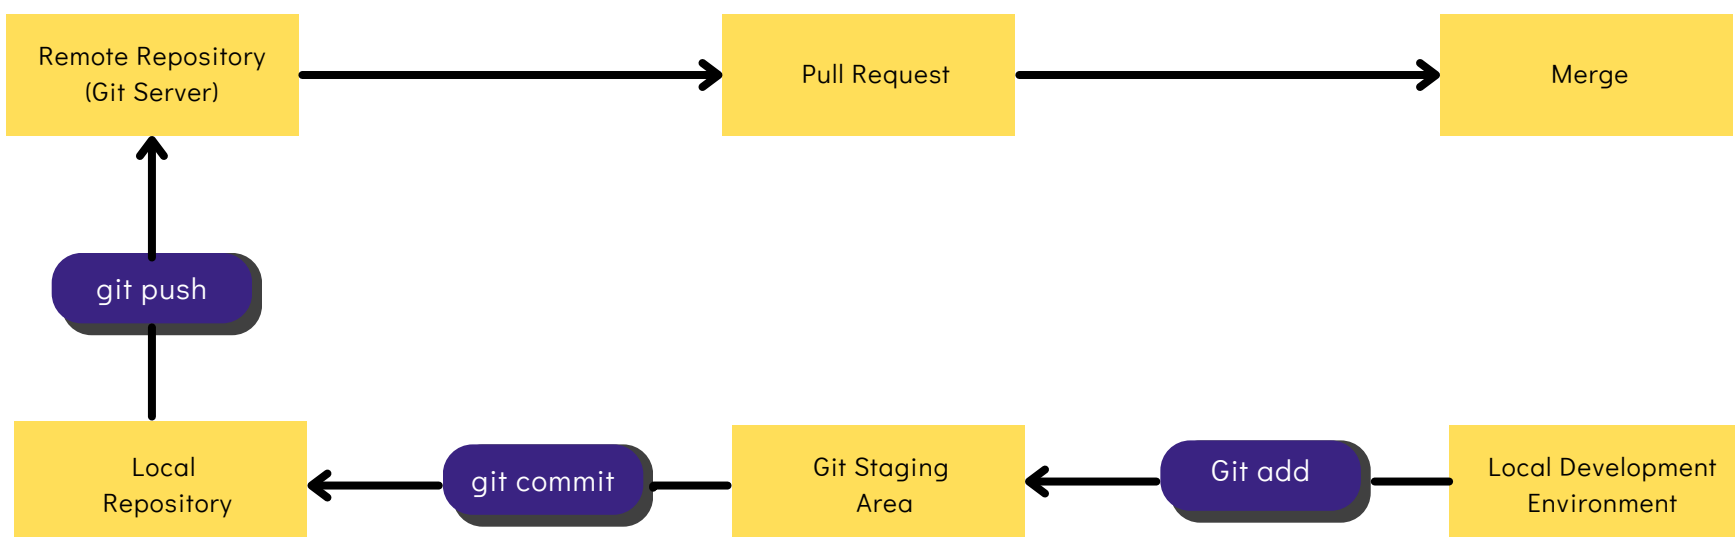 Remote Repository
(Git Server)
Pull Request
Merge
git push
Local
Repository
git commit
Git Staging
Area
Git add
Local Development
Environment